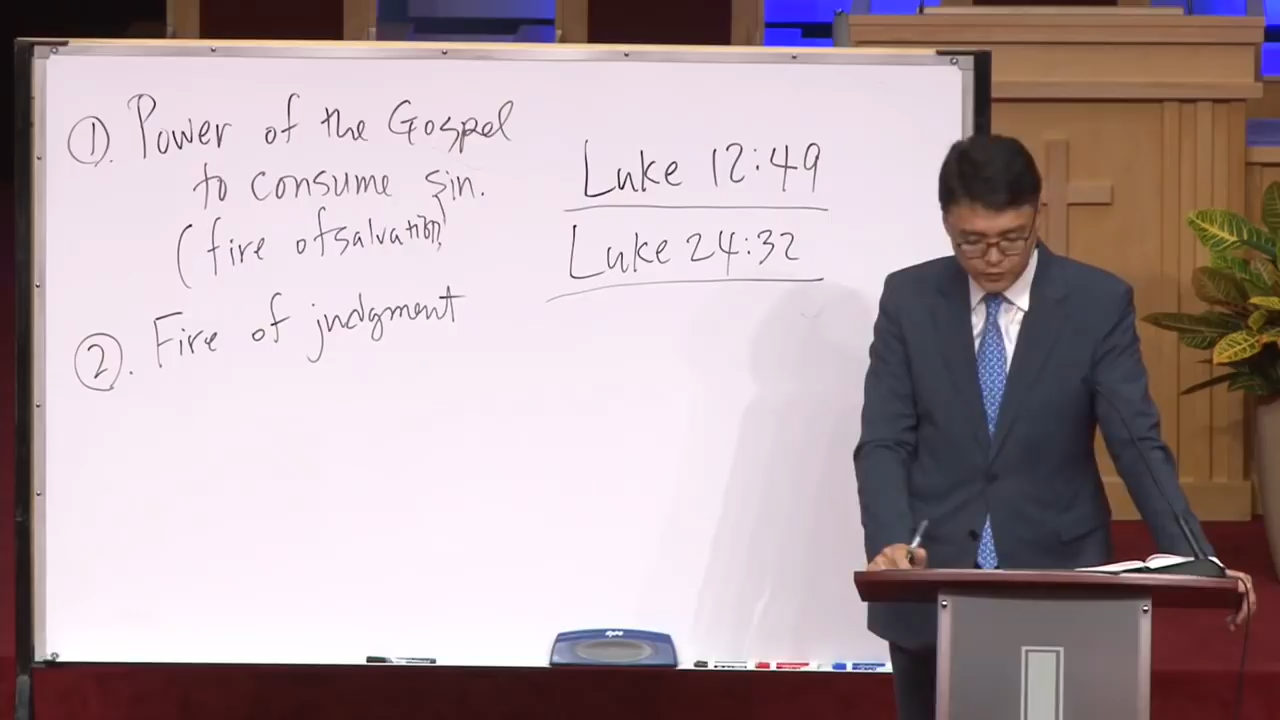 ① Power of the Gospel
to consume sin.
(fire of salvation)
② Fire of judgment
Luke 12:49
Luke 24:32